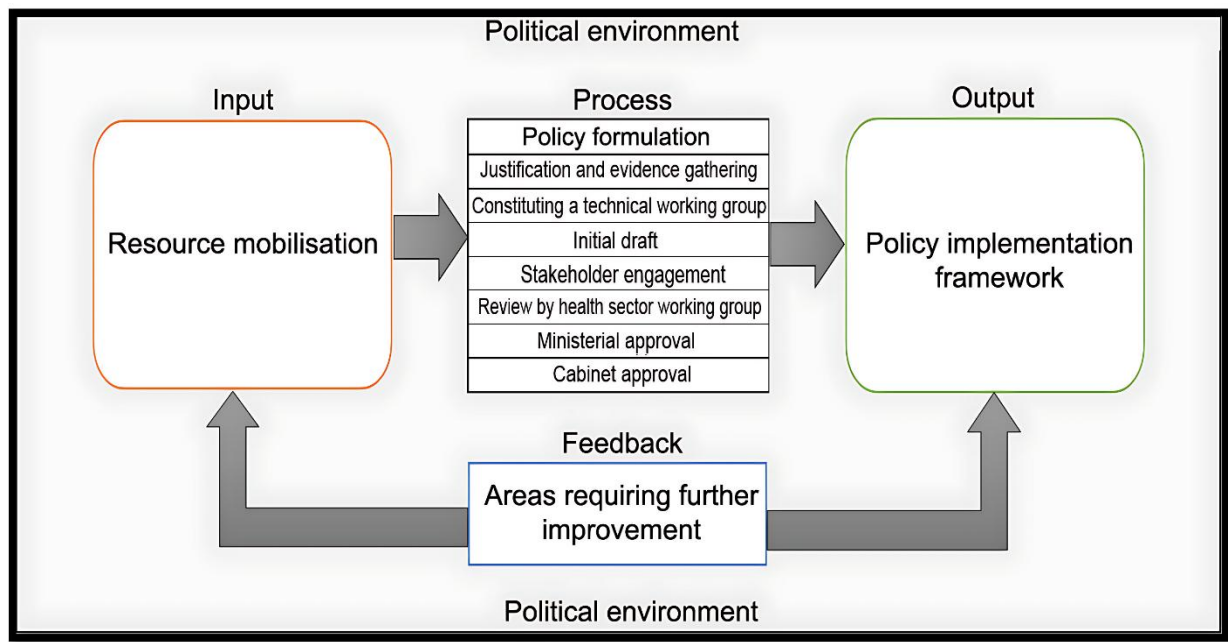 Political environment
Input
Process
Output
Resource mobilisation
Policy formulation
Justification and evidence gathering
Constituting a technical working group
Initial draft
Stakeholder engagement
Review by health sector working group
Ministerial approval
Cabinet approval
Policy implementation
framework
Feedback
Areas requiring further
improvement
Political environment